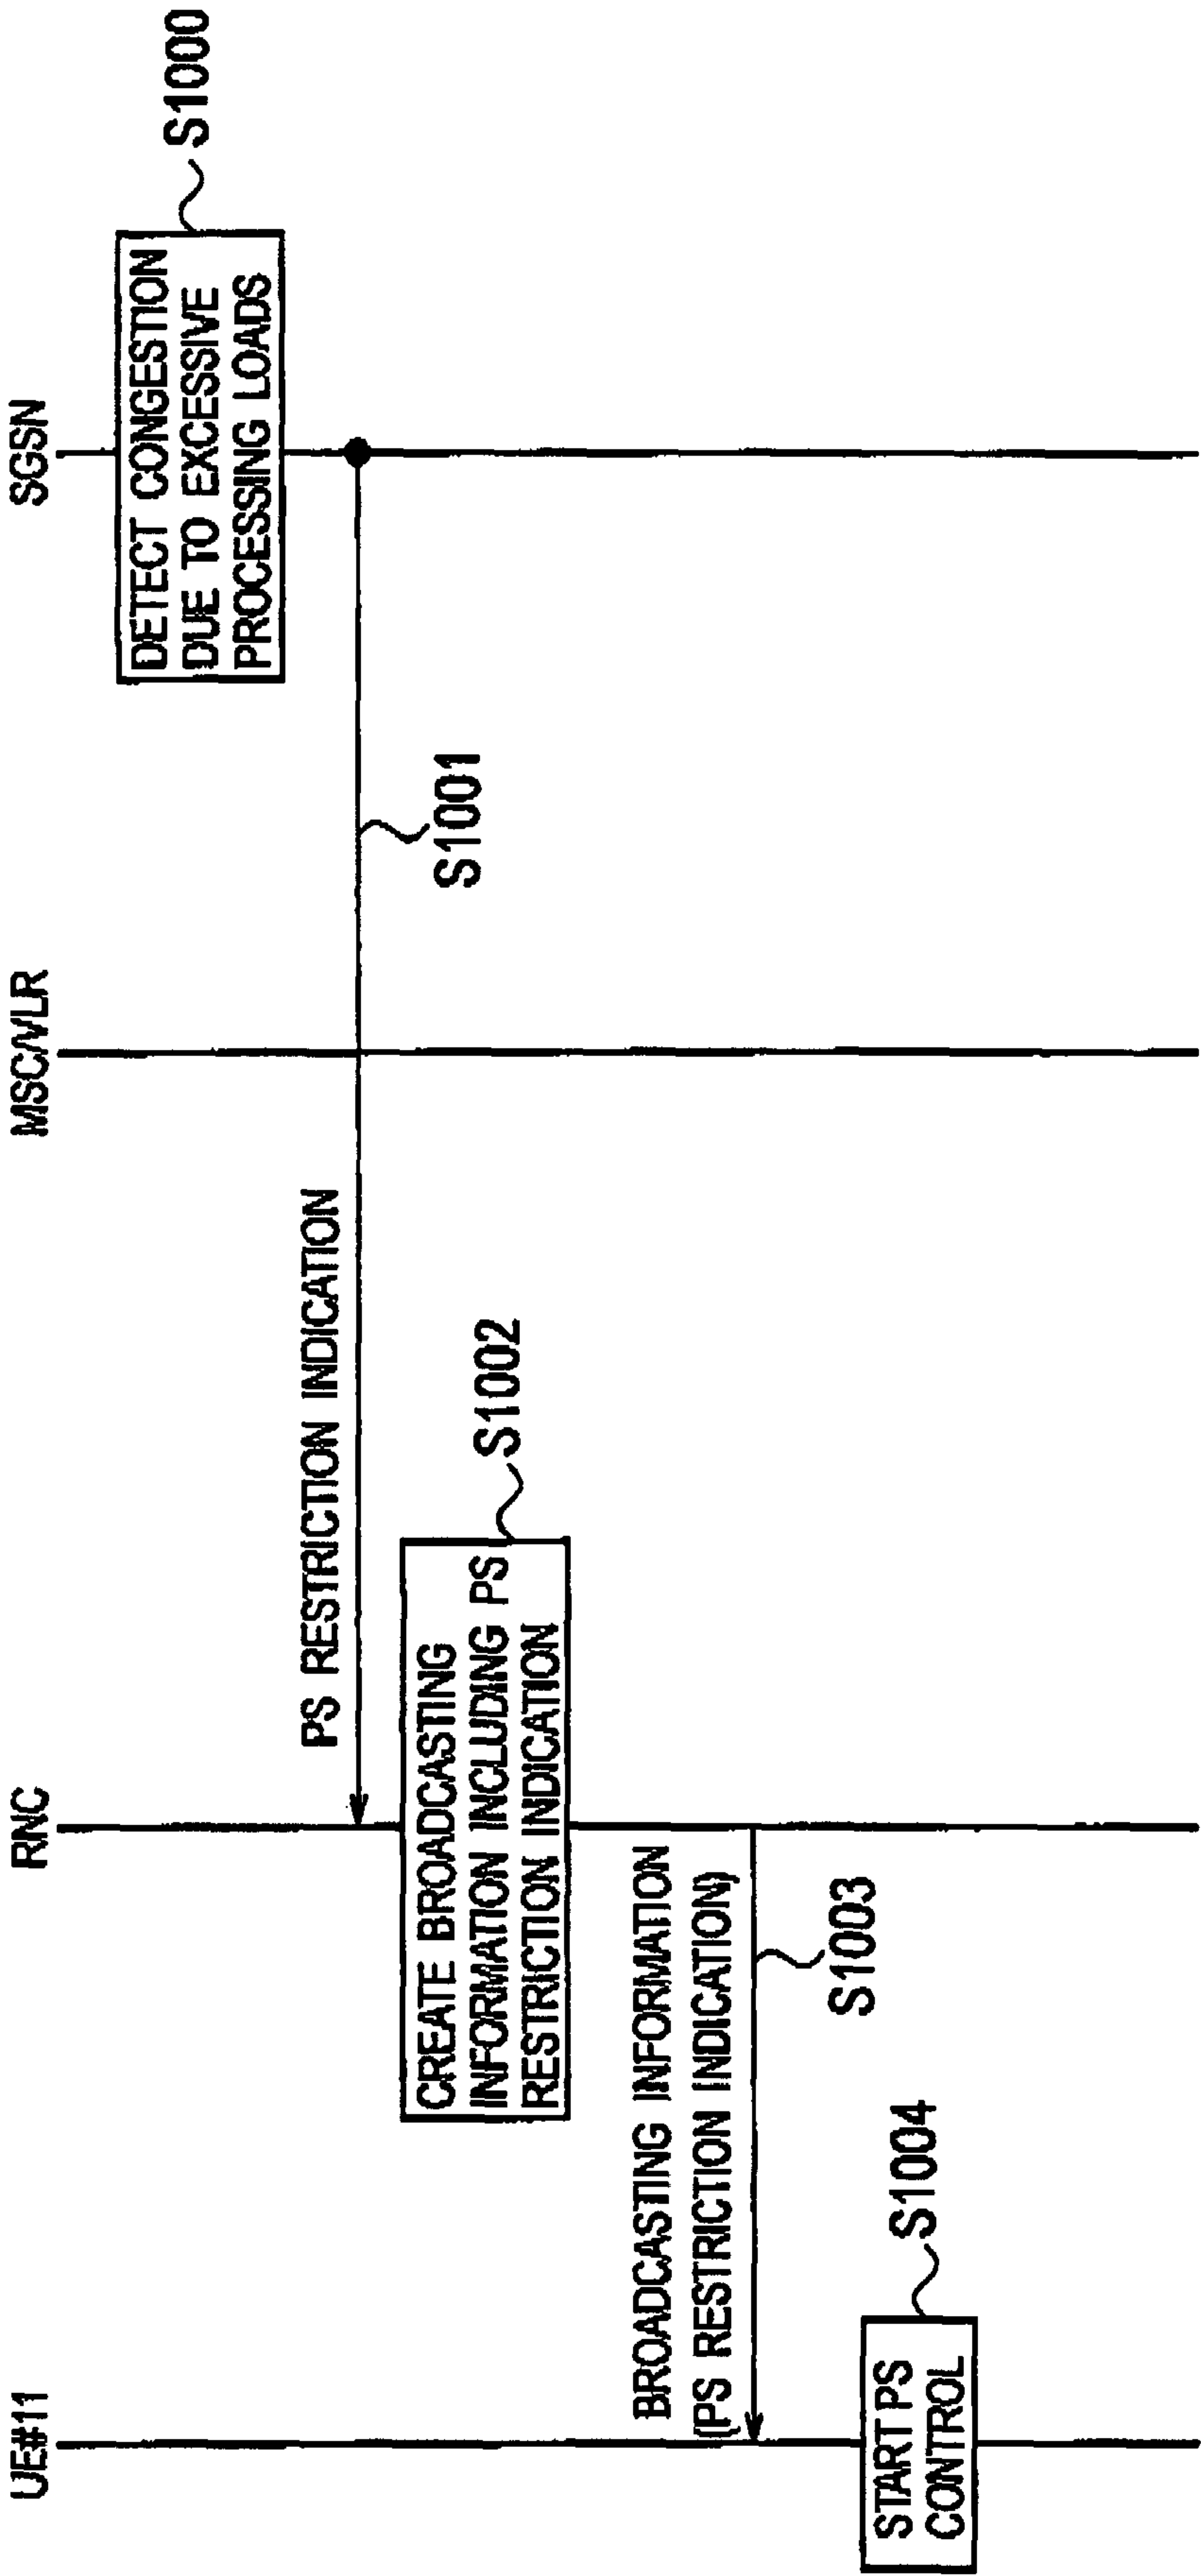 UE#11
RNC
MSC/VLR
SGSN
DETECT CONGESTION
DUE TO EXCESSIVE
PROCESSING LOADS
S1000
PS RESTRICTION INDICATION
S1001
CREATE BROADCASTING
INFORMATION INCLUDING PS
RESTRICTION INDICATION
S1002
BROADCASTING INFORMATION
(PS RESTRICTION INDICATION)
S1003
START PS
CONTROL
S1004